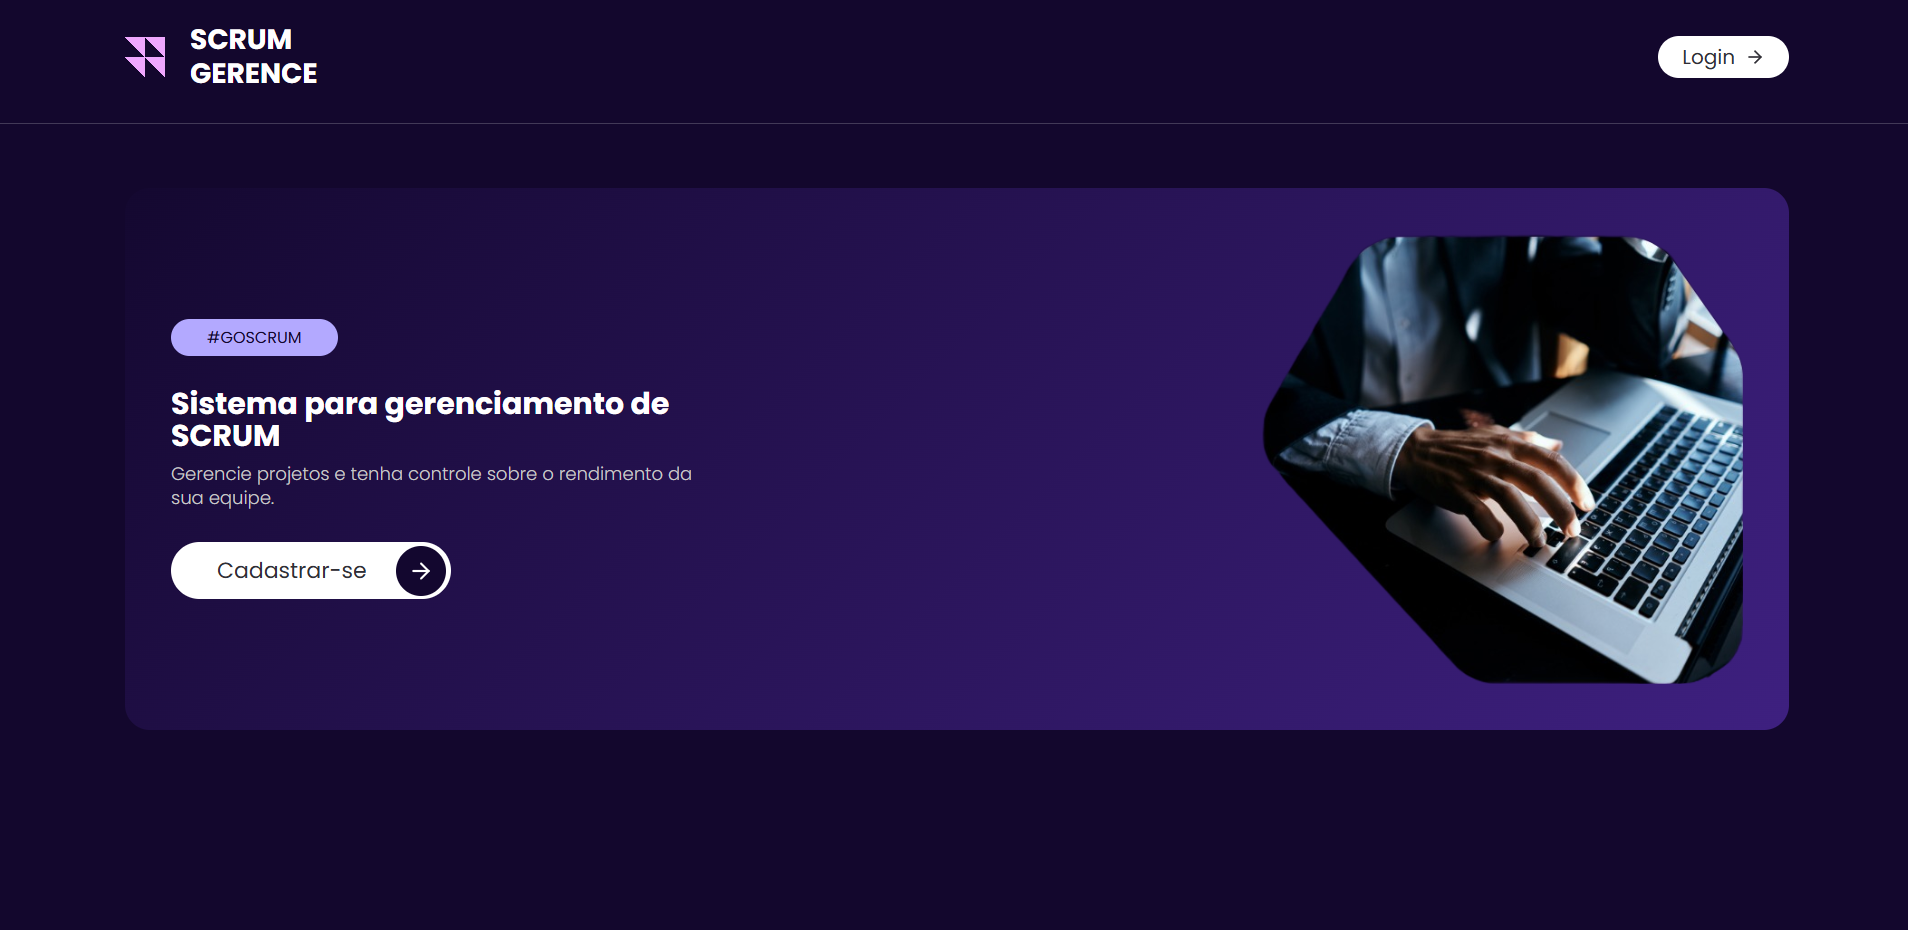 SCRUM
GERENCE
Login
#GOSCRUM
Sistema para gerenciamento de
SCRUM
Gerencie projetos e tenha controle sobre o rendimento da
sua equipe.
Cadastrar-se